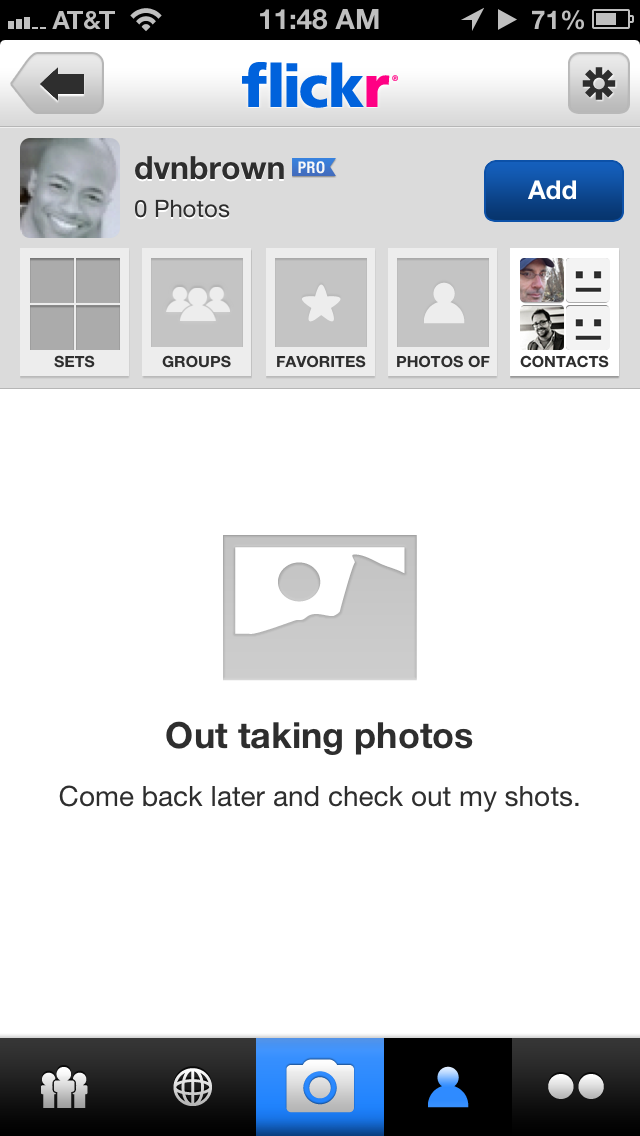 AT&T 11:48 AM 71%
flickr
dvnbrown PRO
0 Photos
Add
SETS GROUPS FAVORITES PHOTOS OF CONTACTS
Out taking photos
Come back later and check out my shots.